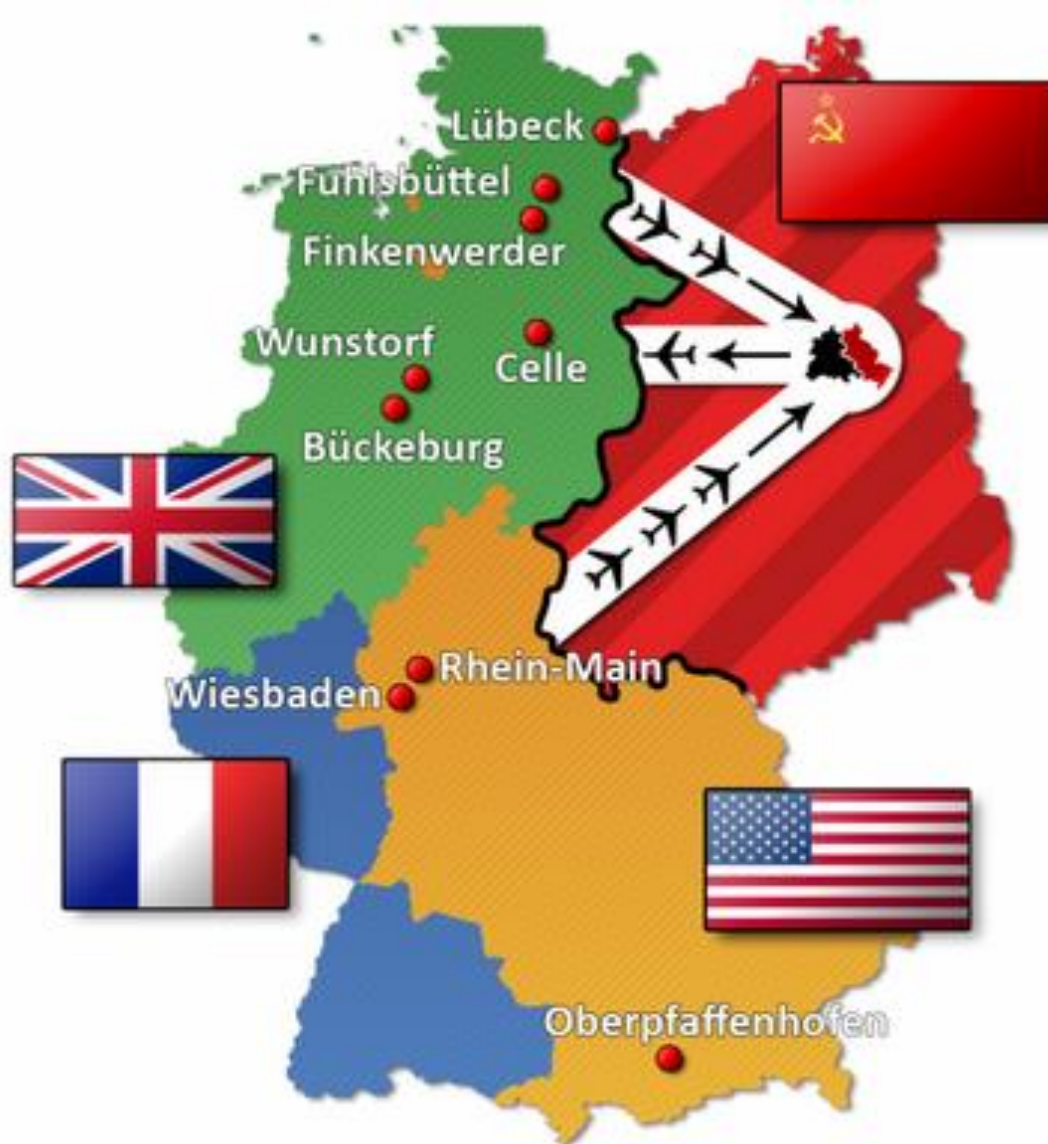 Lübeck
Fuhlsbüttel
Finkenwerder
Wunstorf
Celle
Bückeburg
Rhein-Main
Wiesbaden
Oberpfaffenhofen